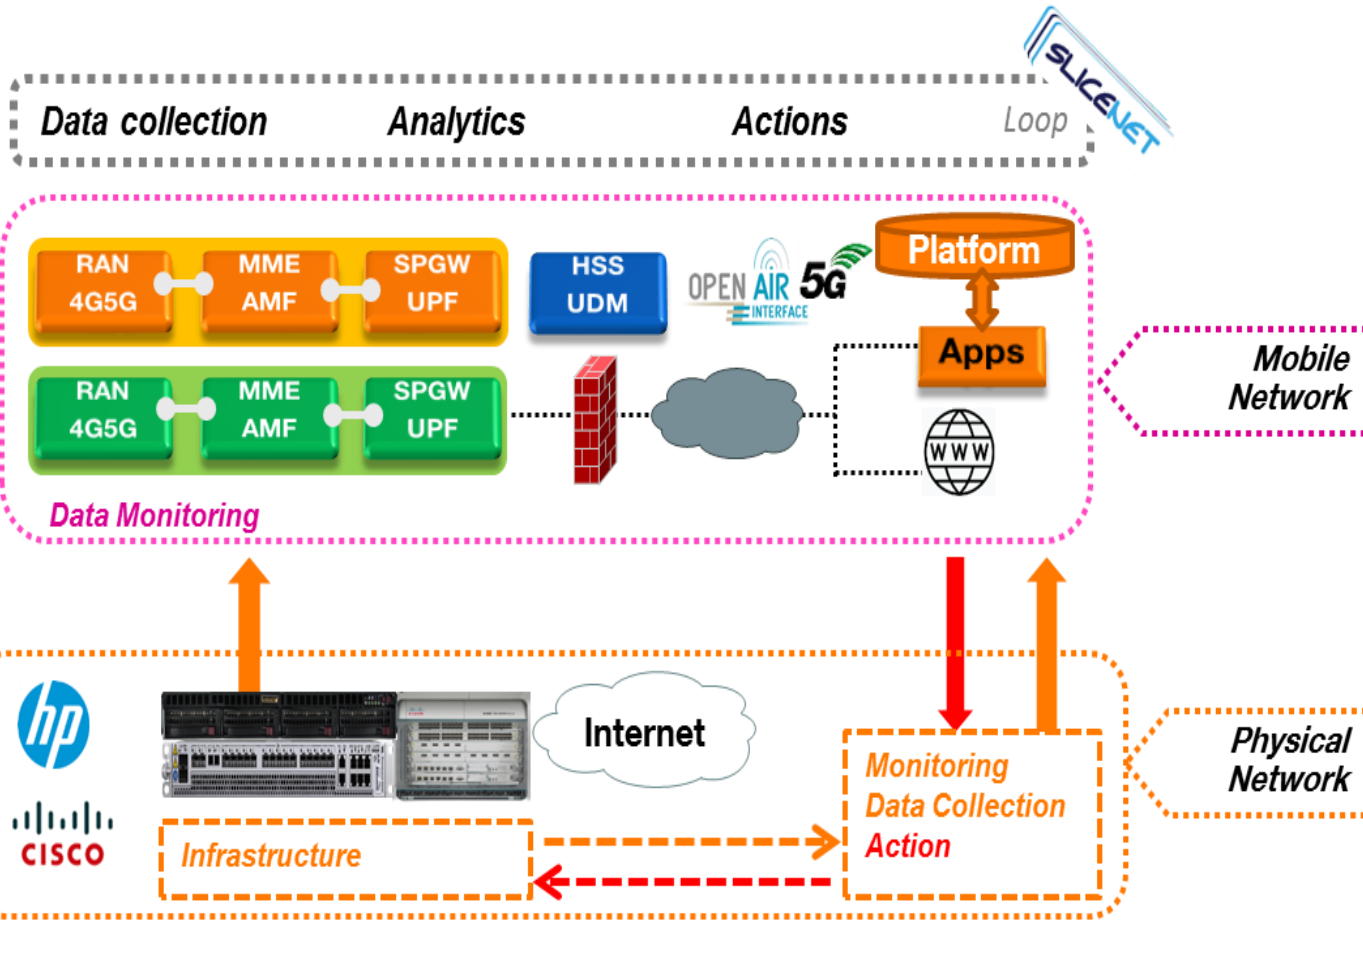 SLICENET
Data collection Analytics Actions Loop
RAN MME SPGW HSS
4G5G AMF UPF UDM
OPEN AIR 5G
INTERFACE
Platform
Apps
RAN MME SPGW
4G5G AMF UPF
WWW
Data Monitoring
Mobile
Network
hp
CISCO
Internet
Infrastructure
Monitoring
Data Collection
Action
Physical
Network